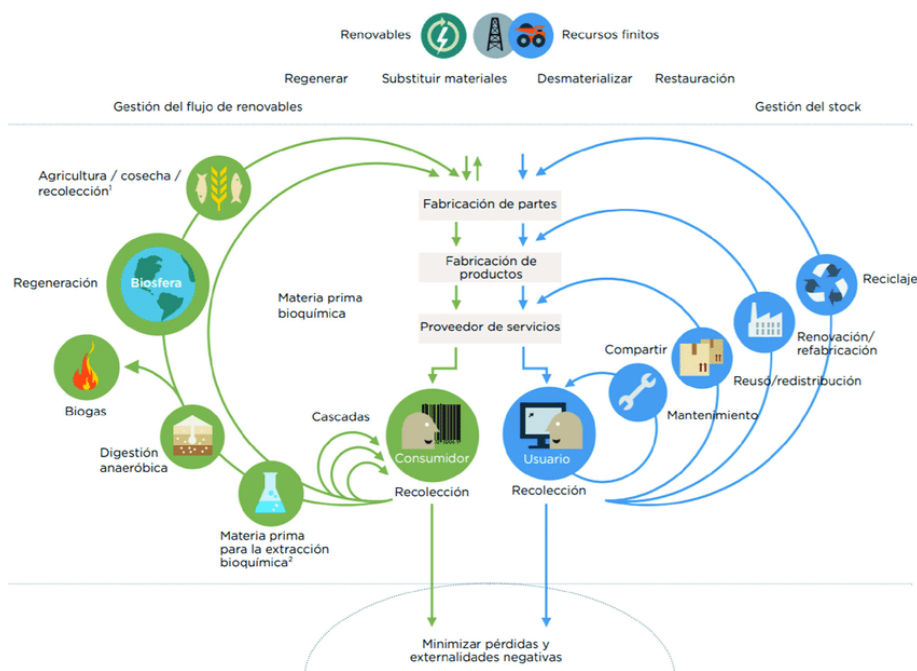 Renovables
Recursos finitos
Regenerar
Substituir materiales
Desmaterializar
Restauración
Gestión del flujo de renovables
Gestión del stock
Agricultura / cosecha /
recolección¹
Fabricación de partes
Regeneración
Biosfera
Fabricación de
productos
Reciclaje
Materia prima
bioquímica
Proveedor de servicios
Renovación/
refabricación
Compartir
Reuso/redistribución
Biogas
Mantenimiento
Cascadas
Digestión
anaeróbica
Consumidor
Usuario
Recolección
Recolección
Materia prima
para la extracción
bioquímica²
Minimizar pérdidas y
externalidades negativas